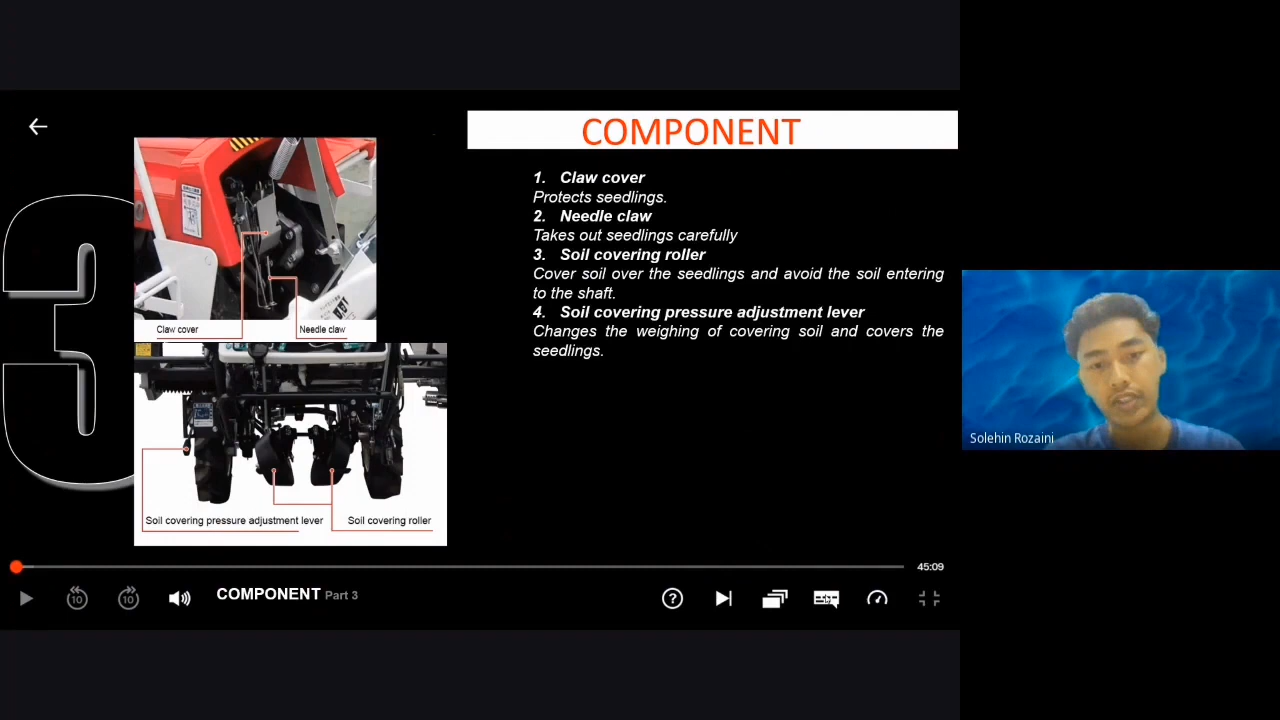 COMPONENT
1. Claw cover
Protects seedlings.
2. Needle claw
Takes out seedlings carefully
3. Soil covering roller
Cover soil over the seedlings and avoid the soil entering
to the shaft.
4. Soil covering pressure adjustment lever
Changes the weighing of covering soil and covers the
seedlings.
3
Claw cover
Needle claw
Soil covering pressure adjustment lever
Soil covering roller
Solehin Rozaini
45:09
10
10
COMPONENT Part 3
?